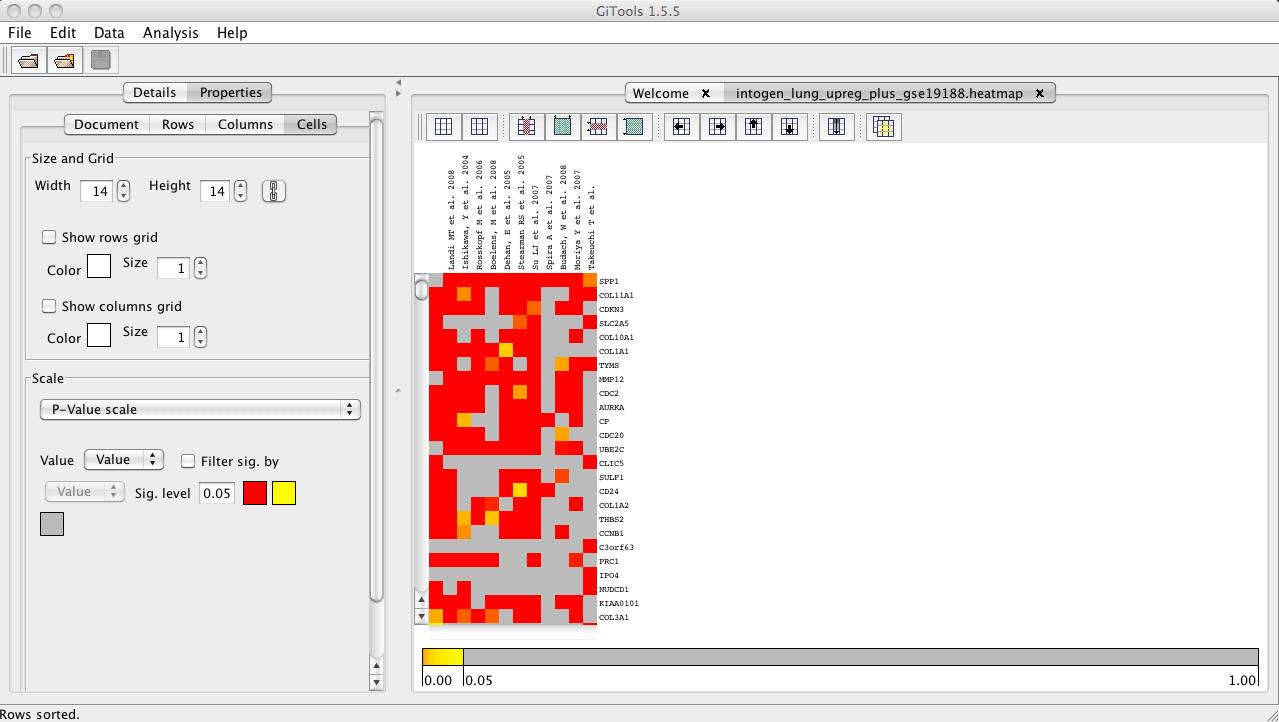 GiTools 1.5.5
File Edit Data Analysis Help
Details Properties
Welcome x intogen_lung_upreg_plus_gse19188.heatmap x
Document Rows Columns Cells
Size and Grid
Width 14 Height 14
Show rows grid
Color Size 1
Show columns grid
Color Size 1
Scale
P-Value scale
Value Value Filter sig. by
Value Sig. level 0.05
Landi MT et al. 2008
Ishikawa, Y et al. 2004
Rosskopf M et al. 2006
Boelens, M et al. 2008
Dehan, E et al. 2005
Stearman RS et al. 2005
Su LJ et al. 2007
Spira A et al. 2007
Budach, W et al. 2008
Moriya Y et al. 2007
Takeuchi T et al.
SPP1
COL11A1
CDKN3
SLC2A5
COL10A1
COL1A1
TYMS
MMP12
CDC2
AURKA
CP
CDC20
UBE2C
CLIC5
SULF1
CD24
COL1A2
THBS2
CCNB1
C3orf63
PRC1
IPO4
NUDCD1
KIAA0101
COL3A1
0.00 0.05 1.00
Rows sorted.